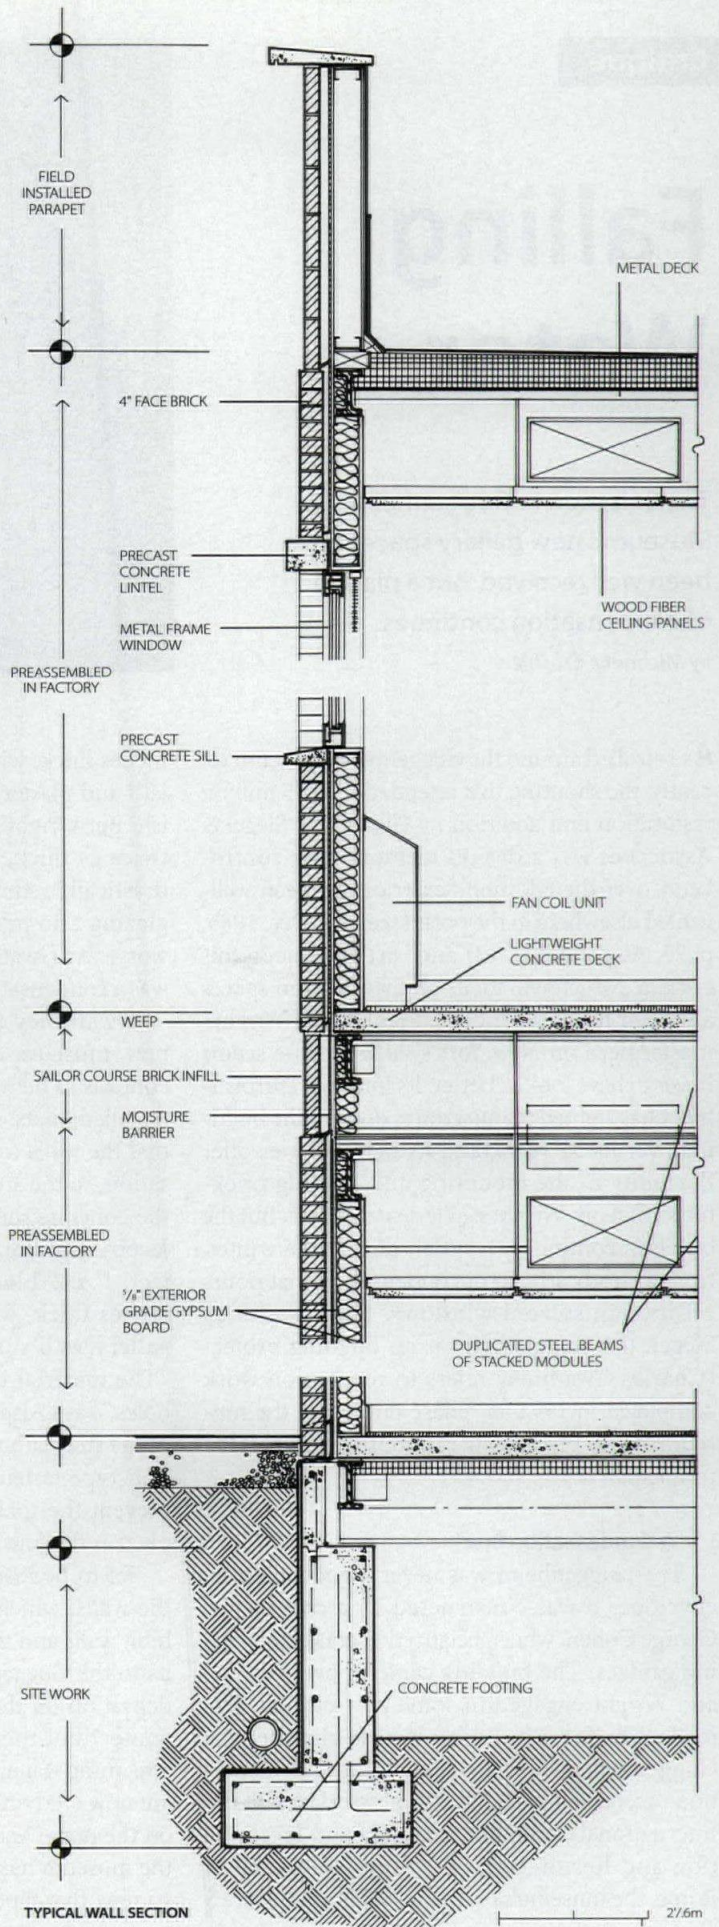 FIELD
INSTALLED
PARAPET
METAL DECK
4" FACE BRICK
PRECAST
CONCRETE
LINTEL
WOOD FIBER
CEILING PANELS
METAL FRAME
WINDOW
PREASSEMBLED
IN FACTORY
PRECAST
CONCRETE SILL
FAN COIL UNIT
LIGHTWEIGHT
CONCRETE DECK
WEEP
SAILOR COURSE BRICK INFILL
MOISTURE
BARRIER
PREASSEMBLED
IN FACTORY
5/8" EXTERIOR
GRADE GYPSUM
BOARD
DUPLICATED STEEL BEAMS
OF STACKED MODULES
SITE WORK
CONCRETE FOOTING
TYPICAL WALL SECTION
2'/.6m